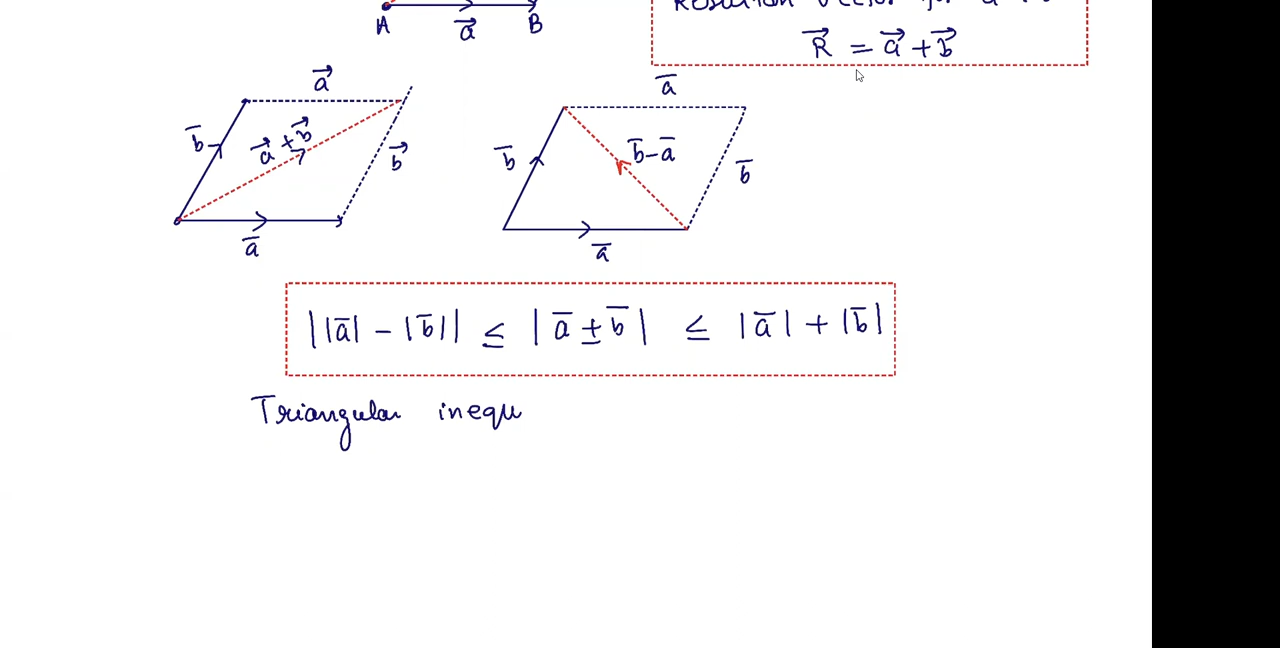 A a⃗ B
R⃗ = a⃗ + b⃗
a⃗
b̅ a⃗ + b⃗ b⃗
a̅
a̅
b̅ b̅ - a̅ b̅
a̅
||a̅| - |b̅|| ≤ |a̅ ± b̅| ≤ |a̅| + |b̅|
Triangular inequ